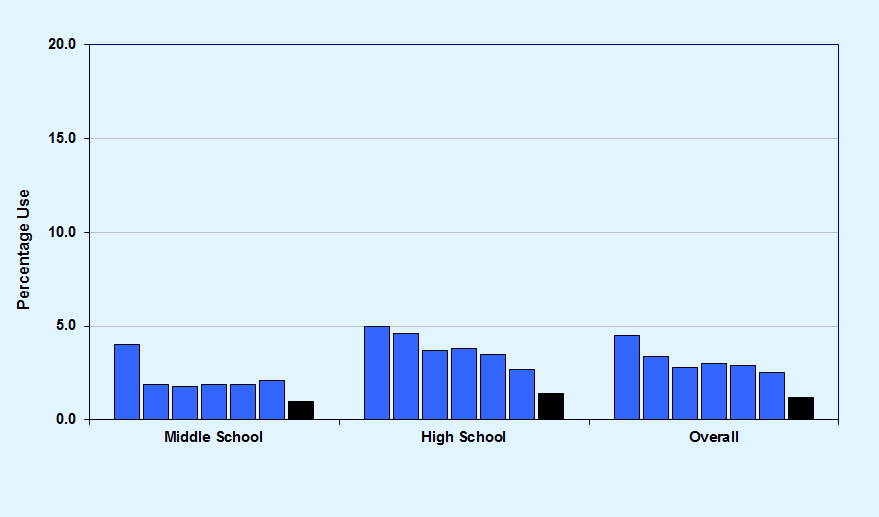 20.0
15.0
10.0
5.0
0.0
Percentage Use
Middle School
High School
Overall